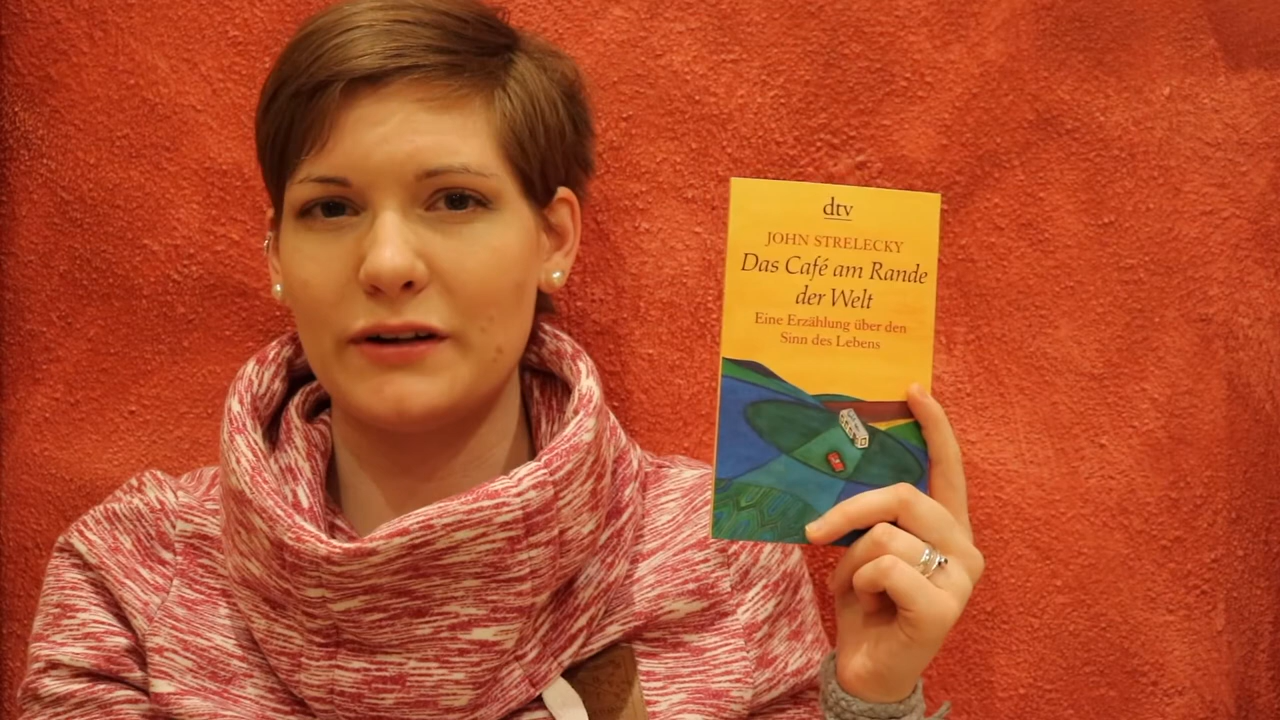 dtv
JOHN STRELECKY
Das Café am Rande
der Welt
Eine Erzählung über den
Sinn des Lebens